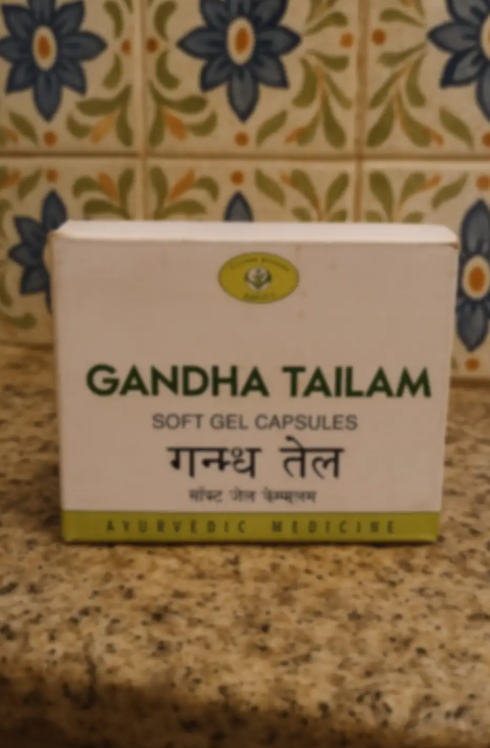 GANDHA TAILAM
SOFT GEL CAPSULES
गन्ध तेल
सॉफ्ट जेल
AYURVEDIC MEDICINE